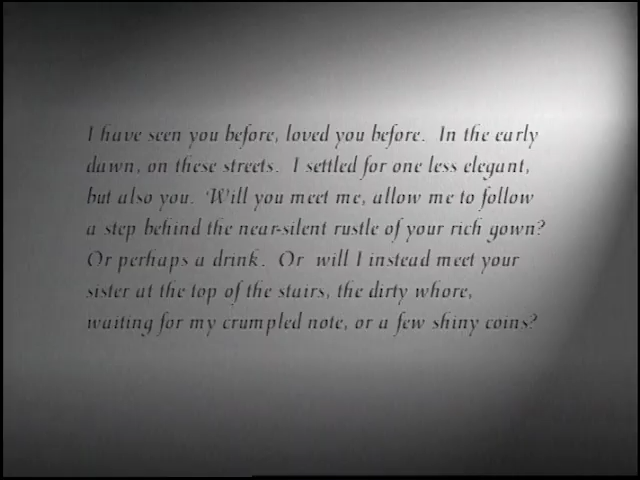 I have seen you before, loved you before. In the early
dawn, on these streets. I settled for one less elegant,
but also you. Will you meet me, allow me to follow
a step behind the near-silent rustle of your rich gown?
Or perhaps a drink. Or will I instead meet your
sister at the top of the stairs, the dirty whore,
waiting for my crumpled note, or a few shiny coins?